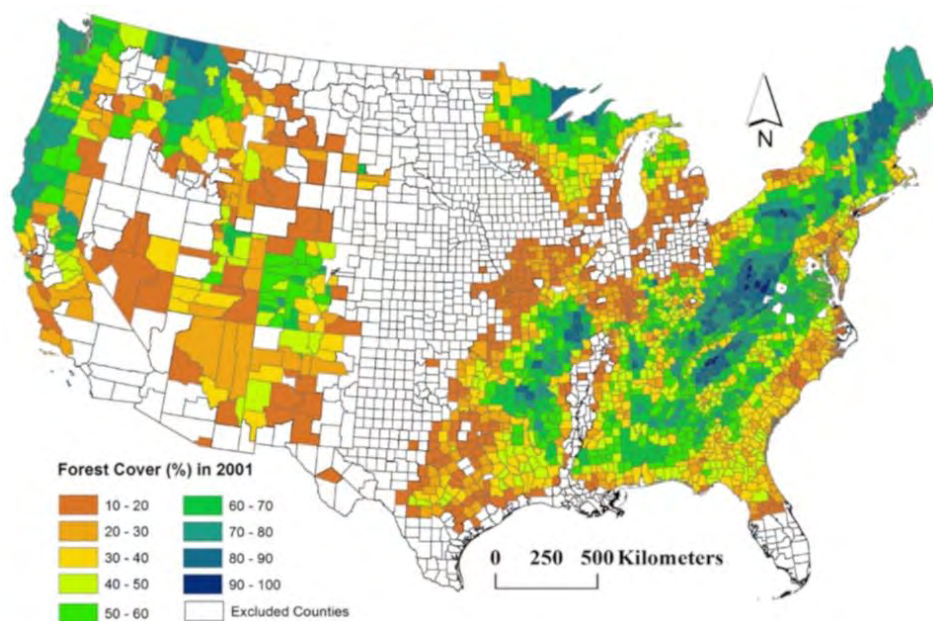 N
Forest Cover (%) in 2001
10 - 20
20 - 30
30 - 40
40 - 50
50 - 60
60 - 70
70 - 80
80 - 90
90 - 100
Excluded Counties
0 250 500 Kilometers